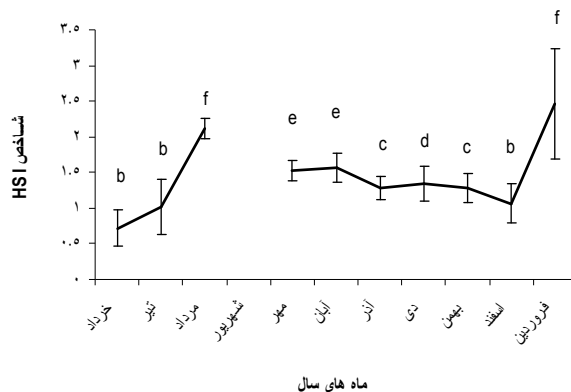 شاخص HSI
۳.۵
۳
۲.۵
۲
۱.۵
۱
۰.۵
۰
b
b
f
e
e
c
d
c
b
f
خرداد
تیر
مرداد
شهریور
مهر
آبان
آذر
دی
بهمن
اسفند
فروردین
ماه های سال